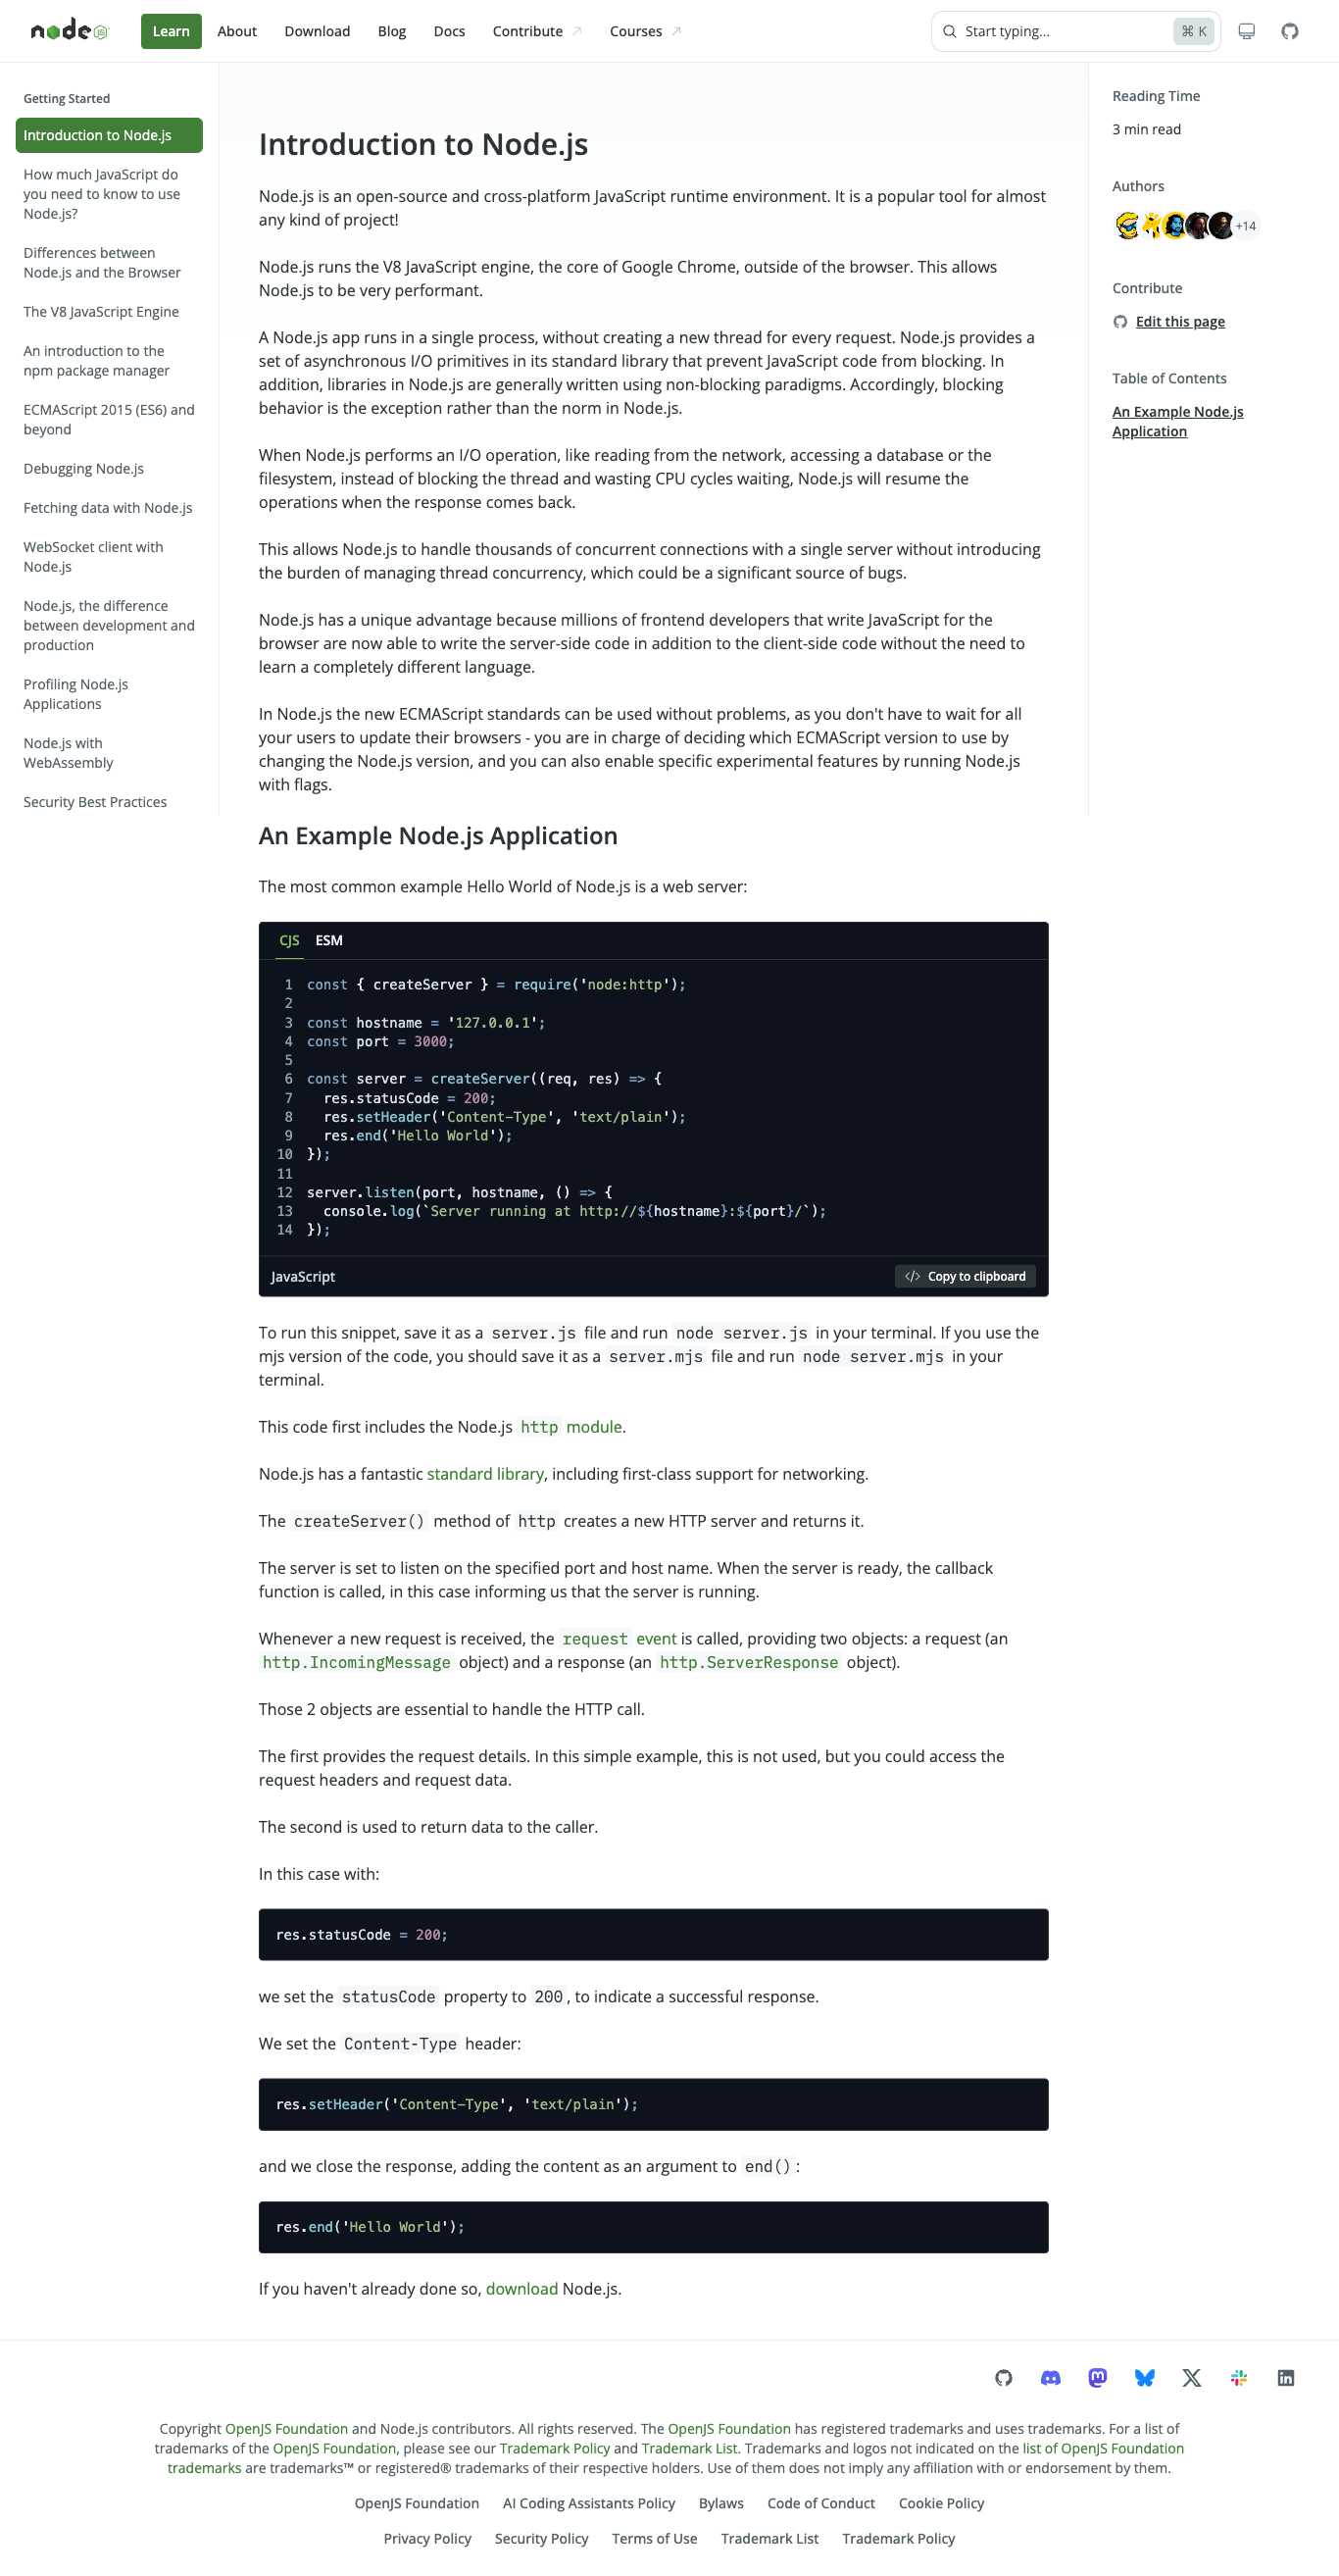 node JS
Learn
About
Download
Blog
Docs
Contribute
Courses
Start typing...
⌘ K
Getting Started
Introduction to Node.js
How much JavaScript do
you need to know to use
Node.js?
Differences between
Node.js and the Browser
The V8 JavaScript Engine
An introduction to the
npm package manager
ECMAScript 2015 (ES6) and
beyond
Debugging Node.js
Fetching data with Node.js
WebSocket client with
Node.js
Node.js, the difference
between development and
production
Profiling Node.js
Applications
Node.js with
WebAssembly
Security Best Practices
Introduction to Node.js
Node.js is an open-source and cross-platform JavaScript runtime environment. It is a popular tool for almost
any kind of project!
Node.js runs the V8 JavaScript engine, the core of Google Chrome, outside of the browser. This allows
Node.js to be very performant.
A Node.js app runs in a single process, without creating a new thread for every request. Node.js provides a
set of asynchronous I/O primitives in its standard library that prevent JavaScript code from blocking. In
addition, libraries in Node.js are generally written using non-blocking paradigms. Accordingly, blocking
behavior is the exception rather than the norm in Node.js.
When Node.js performs an I/O operation, like reading from the network, accessing a database or the
filesystem, instead of blocking the thread and wasting CPU cycles waiting, Node.js will resume the
operations when the response comes back.
This allows Node.js to handle thousands of concurrent connections with a single server without introducing
the burden of managing thread concurrency, which could be a significant source of bugs.
Node.js has a unique advantage because millions of frontend developers that write JavaScript for the
browser are now able to write the server-side code in addition to the client-side code without the need to
learn a completely different language.
In Node.js the new ECMAScript standards can be used without problems, as you don't have to wait for all
your users to update their browsers - you are in charge of deciding which ECMAScript version to use by
changing the Node.js version, and you can also enable specific experimental features by running Node.js
with flags.
An Example Node.js Application
The most common example Hello World of Node.js is a web server:
CJS ESM
1 const { createServer } = require('node:http');
2
3 const hostname = '127.0.0.1';
4 const port = 3000;
5
6 const server = createServer((req, res) => {
7   res.statusCode = 200;
8   res.setHeader('Content-Type', 'text/plain');
9   res.end('Hello World');
10 });
11
12 server.listen(port, hostname, () => {
13   console.log(`Server running at http://${hostname}:${port}/`);
14 });
JavaScript
Copy to clipboard
To run this snippet, save it as a server.js file and run node server.js in your terminal. If you use the
mjs version of the code, you should save it as a server.mjs file and run node server.mjs in your
terminal.
This code first includes the Node.js http module.
Node.js has a fantastic standard library, including first-class support for networking.
The createServer() method of http creates a new HTTP server and returns it.
The server is set to listen on the specified port and host name. When the server is ready, the callback
function is called, in this case informing us that the server is running.
Whenever a new request is received, the request event is called, providing two objects: a request (an
http.IncomingMessage object) and a response (an http.ServerResponse object).
Those 2 objects are essential to handle the HTTP call.
The first provides the request details. In this simple example, this is not used, but you could access the
request headers and request data.
The second is used to return data to the caller.
In this case with:
res.statusCode = 200;
we set the statusCode property to 200, to indicate a successful response.
We set the Content-Type header:
res.setHeader('Content-Type', 'text/plain');
and we close the response, adding the content as an argument to end():
res.end('Hello World');
If you haven't already done so, download Node.js.
Reading Time
3 min read
Authors
+14
Contribute
Edit this page
Table of Contents
An Example Node.js
Application
Copyright OpenJS Foundation and Node.js contributors. All rights reserved. The OpenJS Foundation has registered trademarks and uses trademarks. For a list of
trademarks of the OpenJS Foundation, please see our Trademark Policy and Trademark List. Trademarks and logos not indicated on the list of OpenJS Foundation
trademarks are trademarks™ or registered® trademarks of their respective holders. Use of them does not imply any affiliation with or endorsement by them.
OpenJS Foundation AI Coding Assistants Policy Bylaws Code of Conduct Cookie Policy
Privacy Policy Security Policy Terms of Use Trademark List Trademark Policy